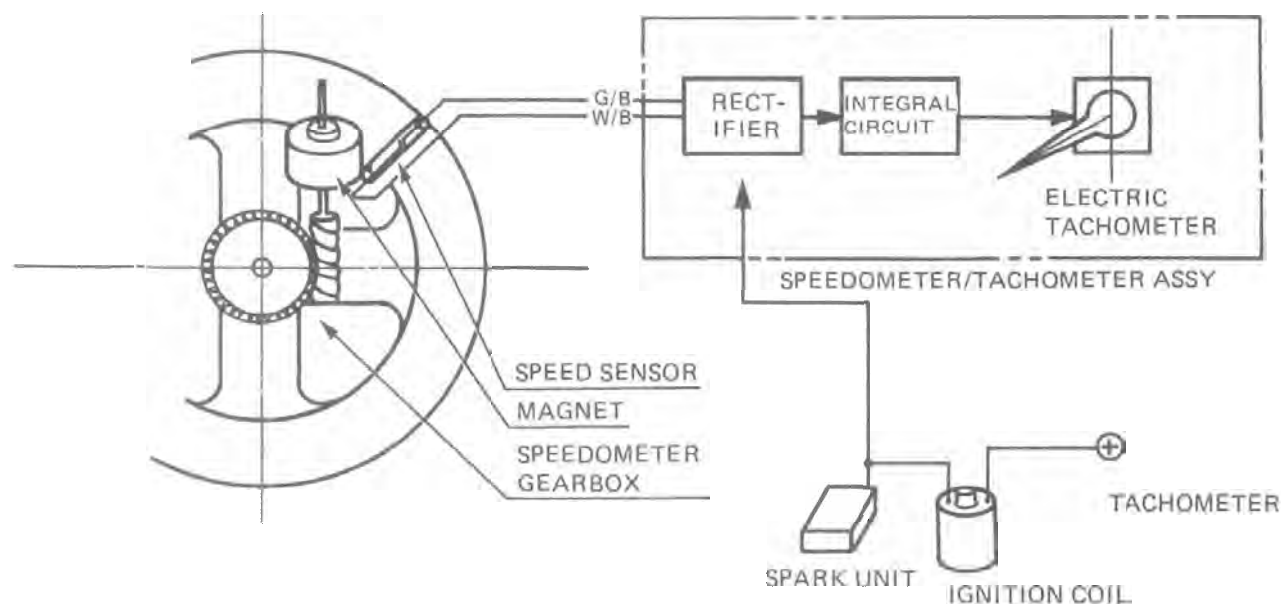 G/B
W/B
RECT-
IFIER
INTEGRAL
CIRCUIT
ELECTRIC
TACHOMETER
SPEEDOMETER/TACHOMETER ASSY
SPEED SENSOR
MAGNET
SPEEDOMETER
GEARBOX
TACHOMETER
SPARK UNIT
IGNITION COIL